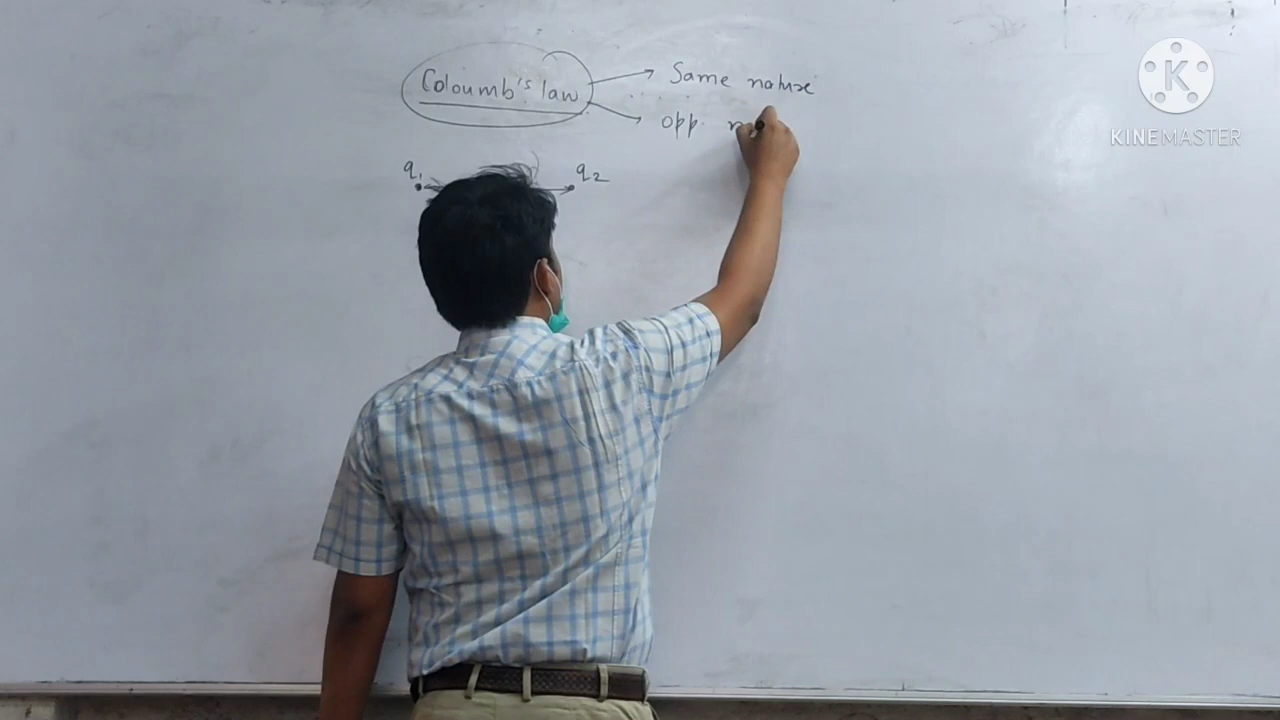 Coloumb's law
Same nature
opp.
q₁
q₂
K
KINEMASTER